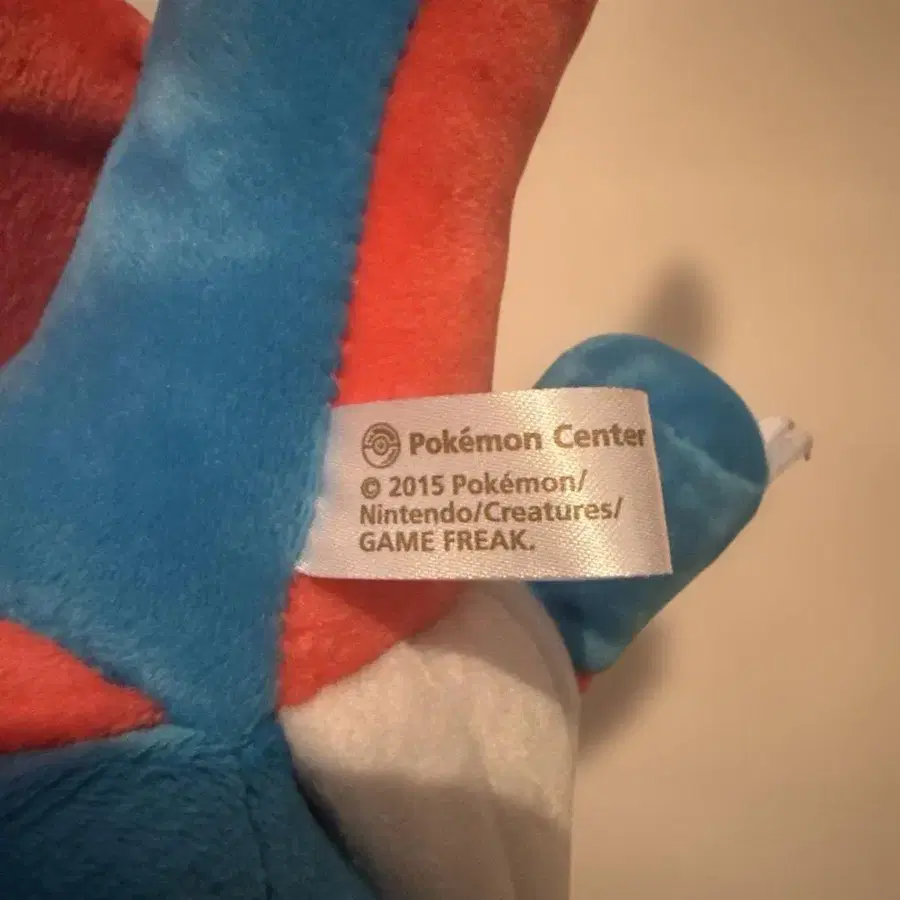 Pokémon Center
© 2015 Pokémon/
Nintendo/Creatures/
GAME FREAK.